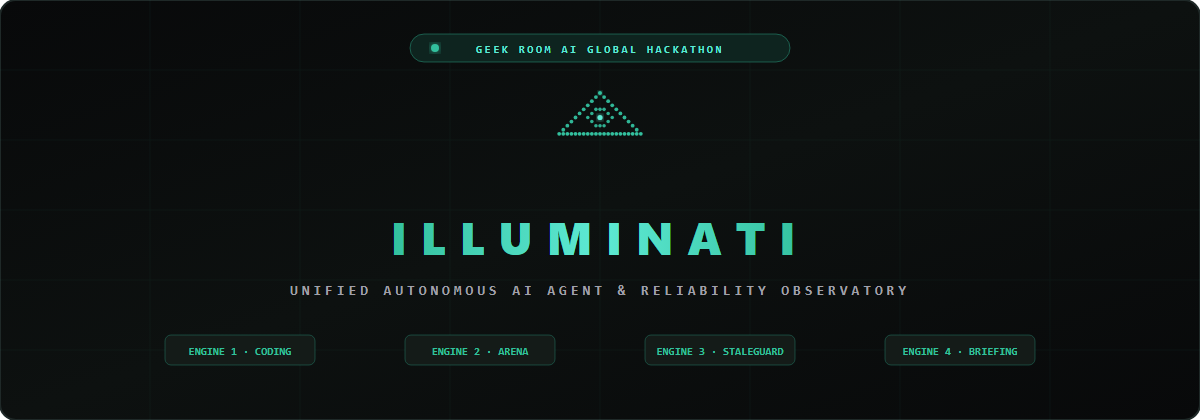 GEEK ROOM AI GLOBAL HACKATHON
ILLUMINATI
UNIFIED AUTONOMOUS AI AGENT & RELIABILITY OBSERVATORY
ENGINE 1 · CODING
ENGINE 2 · ARENA
ENGINE 3 · STALEGUARD
ENGINE 4 · BRIEFING